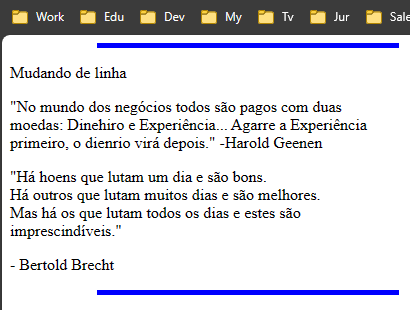 Work Edu Dev My Tv Jur Sale
Mudando de linha
"No mundo dos negócios todos são pagos com duas
moedas: Dinehiro e Experiência... Agarre a Experiência
primeiro, o dienrio virá depois." -Harold Geenen
"Há hoens que lutam um dia e são bons.
Há outros que lutam muitos dias e são melhores.
Mas há os que lutam todos os dias e estes são
imprescindíveis."
- Bertold Brecht